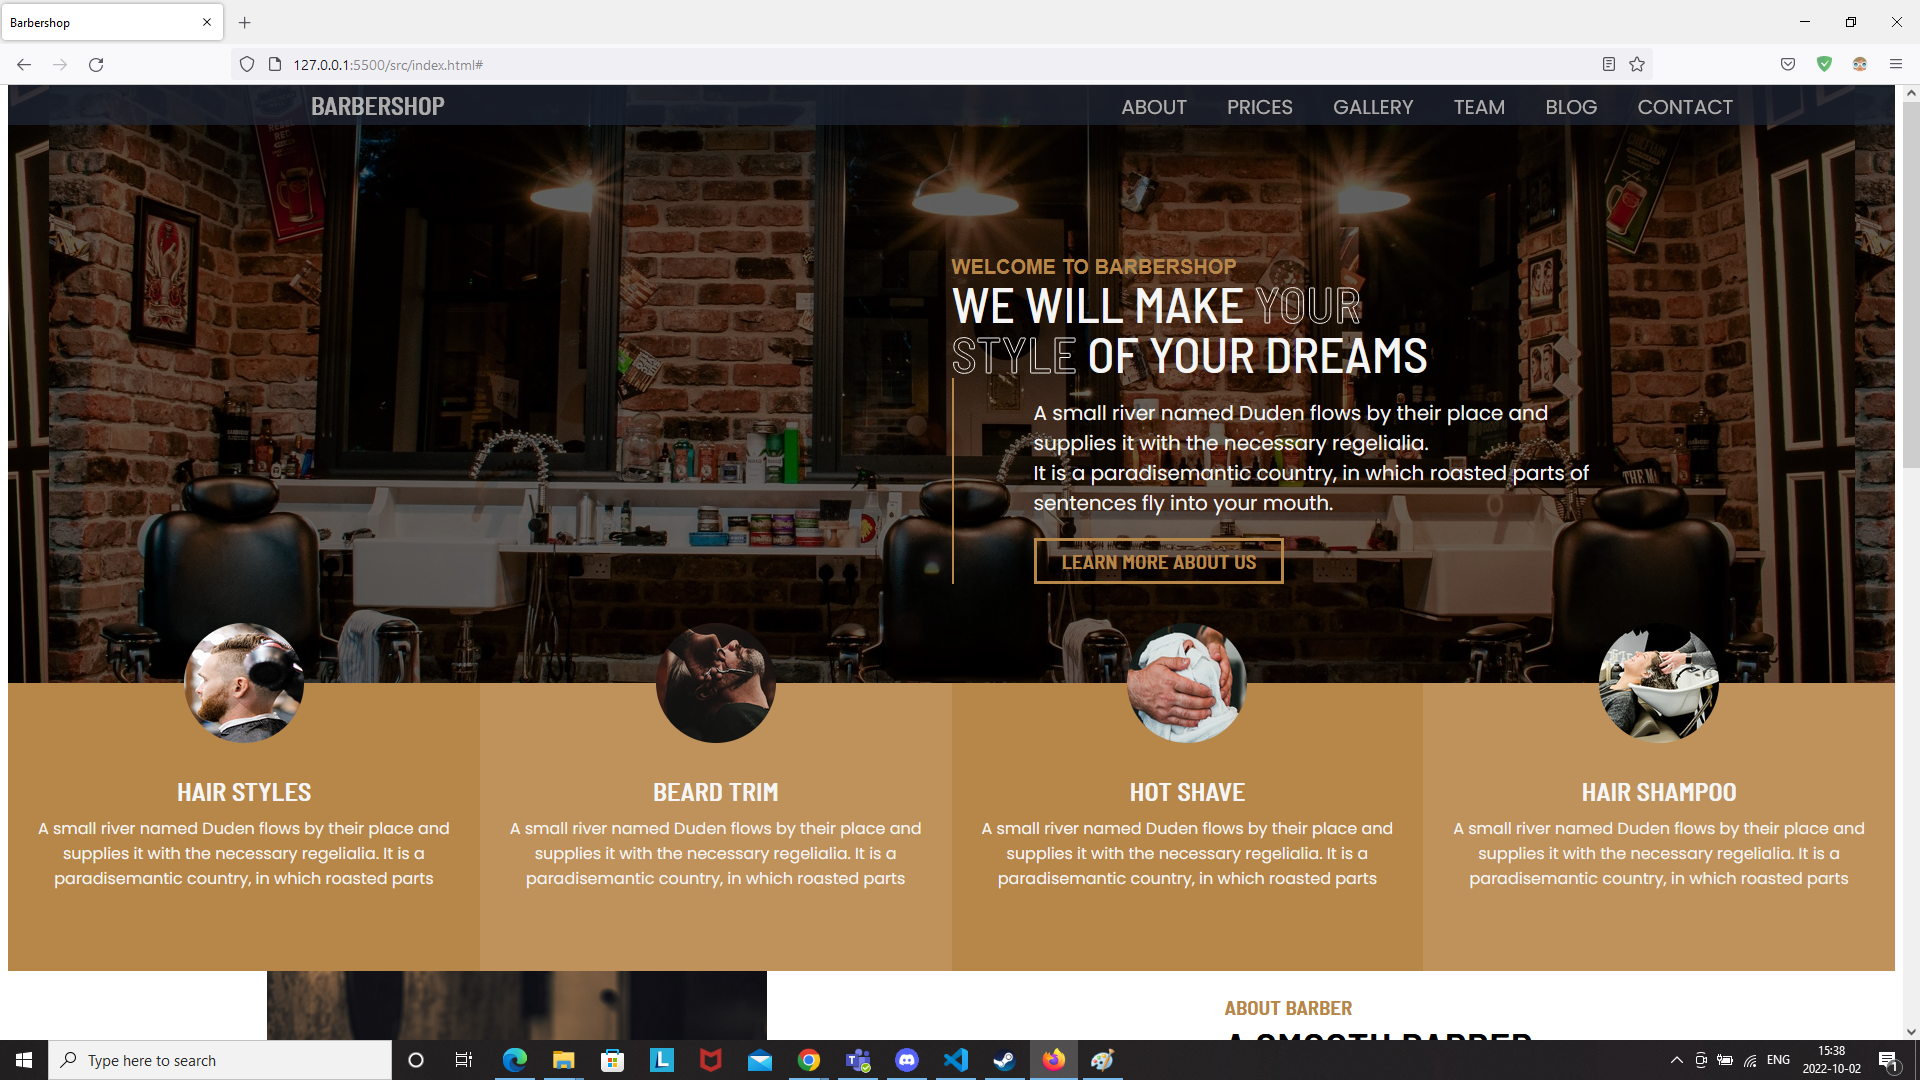 Barbershop
127.0.0.1:5500/src/index.html#
BARBERSHOP
ABOUT PRICES GALLERY TEAM BLOG CONTACT
WELCOME TO BARBERSHOP
WE WILL MAKE YOUR
STYLE OF YOUR DREAMS
A small river named Duden flows by their place and
supplies it with the necessary regelialia.
It is a paradisemantic country, in which roasted parts of
sentences fly into your mouth.
LEARN MORE ABOUT US
HAIR STYLES
A small river named Duden flows by their place and
supplies it with the necessary regelialia. It is a
paradisemantic country, in which roasted parts
BEARD TRIM
A small river named Duden flows by their place and
supplies it with the necessary regelialia. It is a
paradisemantic country, in which roasted parts
HOT SHAVE
A small river named Duden flows by their place and
supplies it with the necessary regelialia. It is a
paradisemantic country, in which roasted parts
HAIR SHAMPOO
A small river named Duden flows by their place and
supplies it with the necessary regelialia. It is a
paradisemantic country, in which roasted parts
ABOUT BARBER
A SMOOTH BARBER
Type here to search
L
ENG
15:38
2022-10-02
1